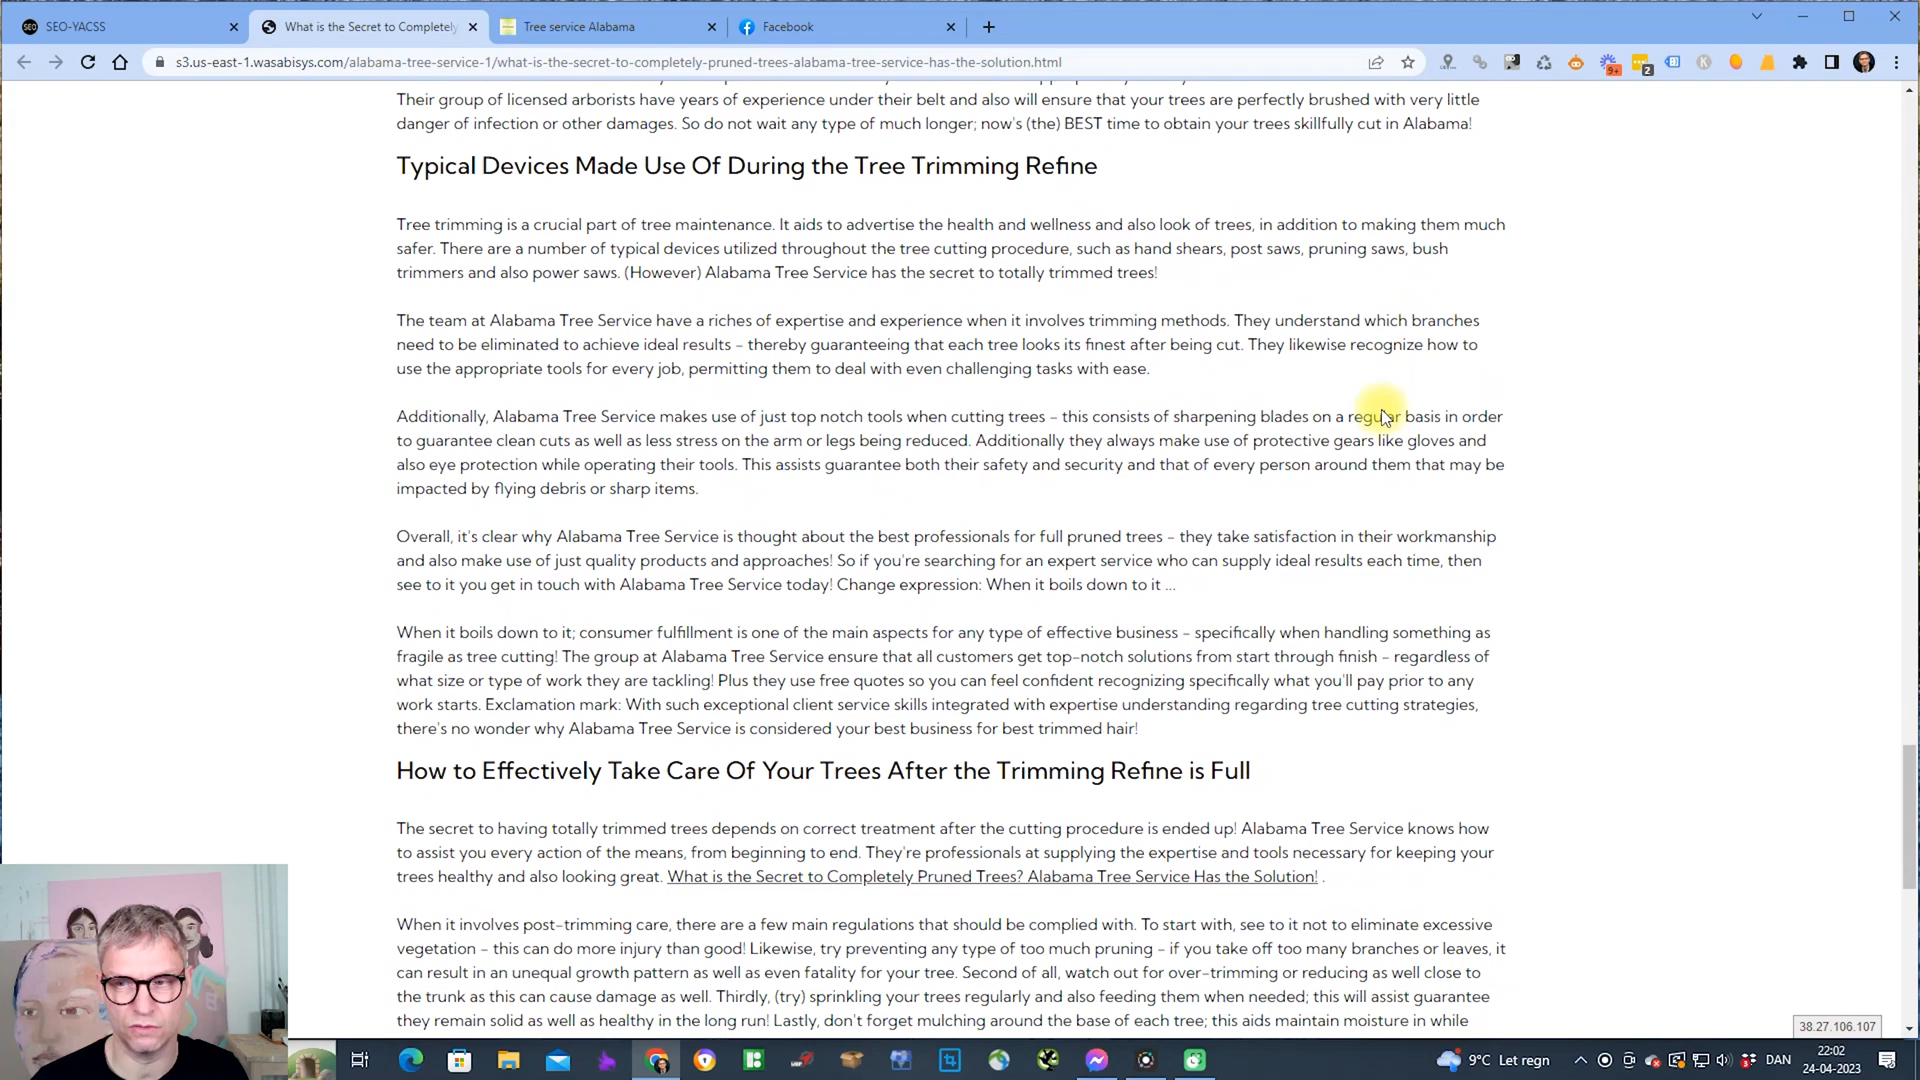 SEO-YACSS
What is the Secret to Completely
Tree service Alabama
Facebook
s3.us-east-1.wasabisys.com/alabama-tree-service-1/what-is-the-secret-to-completely-pruned-trees-alabama-tree-service-has-the-solution.html
9+
2
Their group of licensed arborists have years of experience under their belt and also will ensure that your trees are perfectly brushed with very little
danger of infection or other damages. So do not wait any type of much longer; now's (the) BEST time to obtain your trees skillfully cut in Alabama!
Typical Devices Made Use Of During the Tree Trimming Refine
Tree trimming is a crucial part of tree maintenance. It aids to advertise the health and wellness and also look of trees, in addition to making them much
safer. There are a number of typical devices utilized throughout the tree cutting procedure, such as hand shears, post saws, pruning saws, bush
trimmers and also power saws. (However) Alabama Tree Service has the secret to totally trimmed trees!
The team at Alabama Tree Service have a riches of expertise and experience when it involves trimming methods. They understand which branches
need to be eliminated to achieve ideal results – thereby guaranteeing that each tree looks its finest after being cut. They likewise recognize how to
use the appropriate tools for every job, permitting them to deal with even challenging tasks with ease.
Additionally, Alabama Tree Service makes use of just top notch tools when cutting trees – this consists of sharpening blades on a regular basis in order
to guarantee clean cuts as well as less stress on the arm or legs being reduced. Additionally they always make use of protective gears like gloves and
also eye protection while operating their tools. This assists guarantee both their safety and security and that of every person around them that may be
impacted by flying debris or sharp items.
Overall, it's clear why Alabama Tree Service is thought about the best professionals for full pruned trees – they take satisfaction in their workmanship
and also make use of just quality products and approaches! So if you're searching for an expert service who can supply ideal results each time, then
see to it you get in touch with Alabama Tree Service today! Change expression: When it boils down to it ...
When it boils down to it; consumer fulfillment is one of the main aspects for any type of effective business – specifically when handling something as
fragile as tree cutting! The group at Alabama Tree Service ensure that all customers get top-notch solutions from start through finish – regardless of
what size or type of work they are tackling! Plus they use free quotes so you can feel confident recognizing specifically what you'll pay prior to any
work starts. Exclamation mark: With such exceptional client service skills integrated with expertise understanding regarding tree cutting strategies,
there's no wonder why Alabama Tree Service is considered your best business for best trimmed hair!
How to Effectively Take Care Of Your Trees After the Trimming Refine is Full
The secret to having totally trimmed trees depends on correct treatment after the cutting procedure is ended up! Alabama Tree Service knows how
to assist you every action of the means, from beginning to end. They're professionals at supplying the expertise and tools necessary for keeping your
trees healthy and also looking great. What is the Secret to Completely Pruned Trees? Alabama Tree Service Has the Solution! .
When it involves post-trimming care, there are a few main regulations that should be complied with. To start with, see to it not to eliminate excessive
vegetation – this can do more injury than good! Likewise, try preventing any type of too much pruning – if you take off too many branches or leaves, it
can result in an unequal growth pattern as well as even fatality for your tree. Second of all, watch out for over-trimming or reducing as well close to
the trunk as this can cause damage as well. Thirdly, (try) sprinkling your trees regularly and also feeding them when needed; this will assist guarantee
they remain solid as well as healthy in the long run! Lastly, don't forget mulching around the base of each tree; this aids maintain moisture in while
38.27.106.107
9°C Let regn
DAN
22:02
24-04-2023